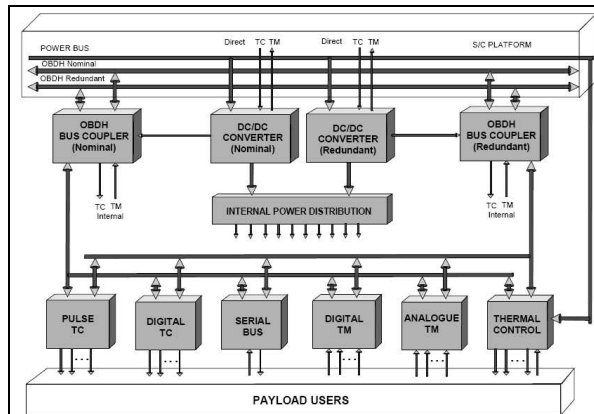 Direct TC TM Direct TC TM
POWER BUS S/C PLATFORM
OBDH Nominal
OBDH Redundant
OBDH
BUS COUPLER
(Nominal)
DC/DC
CONVERTER
(Nominal)
DC/DC
CONVERTER
(Redundant)
OBDH
BUS COUPLER
(Redundant)
TC TM
Internal
TC TM
Internal
INTERNAL POWER DISTRIBUTION
PULSE
TC
DIGITAL
TC
SERIAL
BUS
DIGITAL
TM
ANALOGUE
TM
THERMAL
CONTROL
PAYLOAD USERS